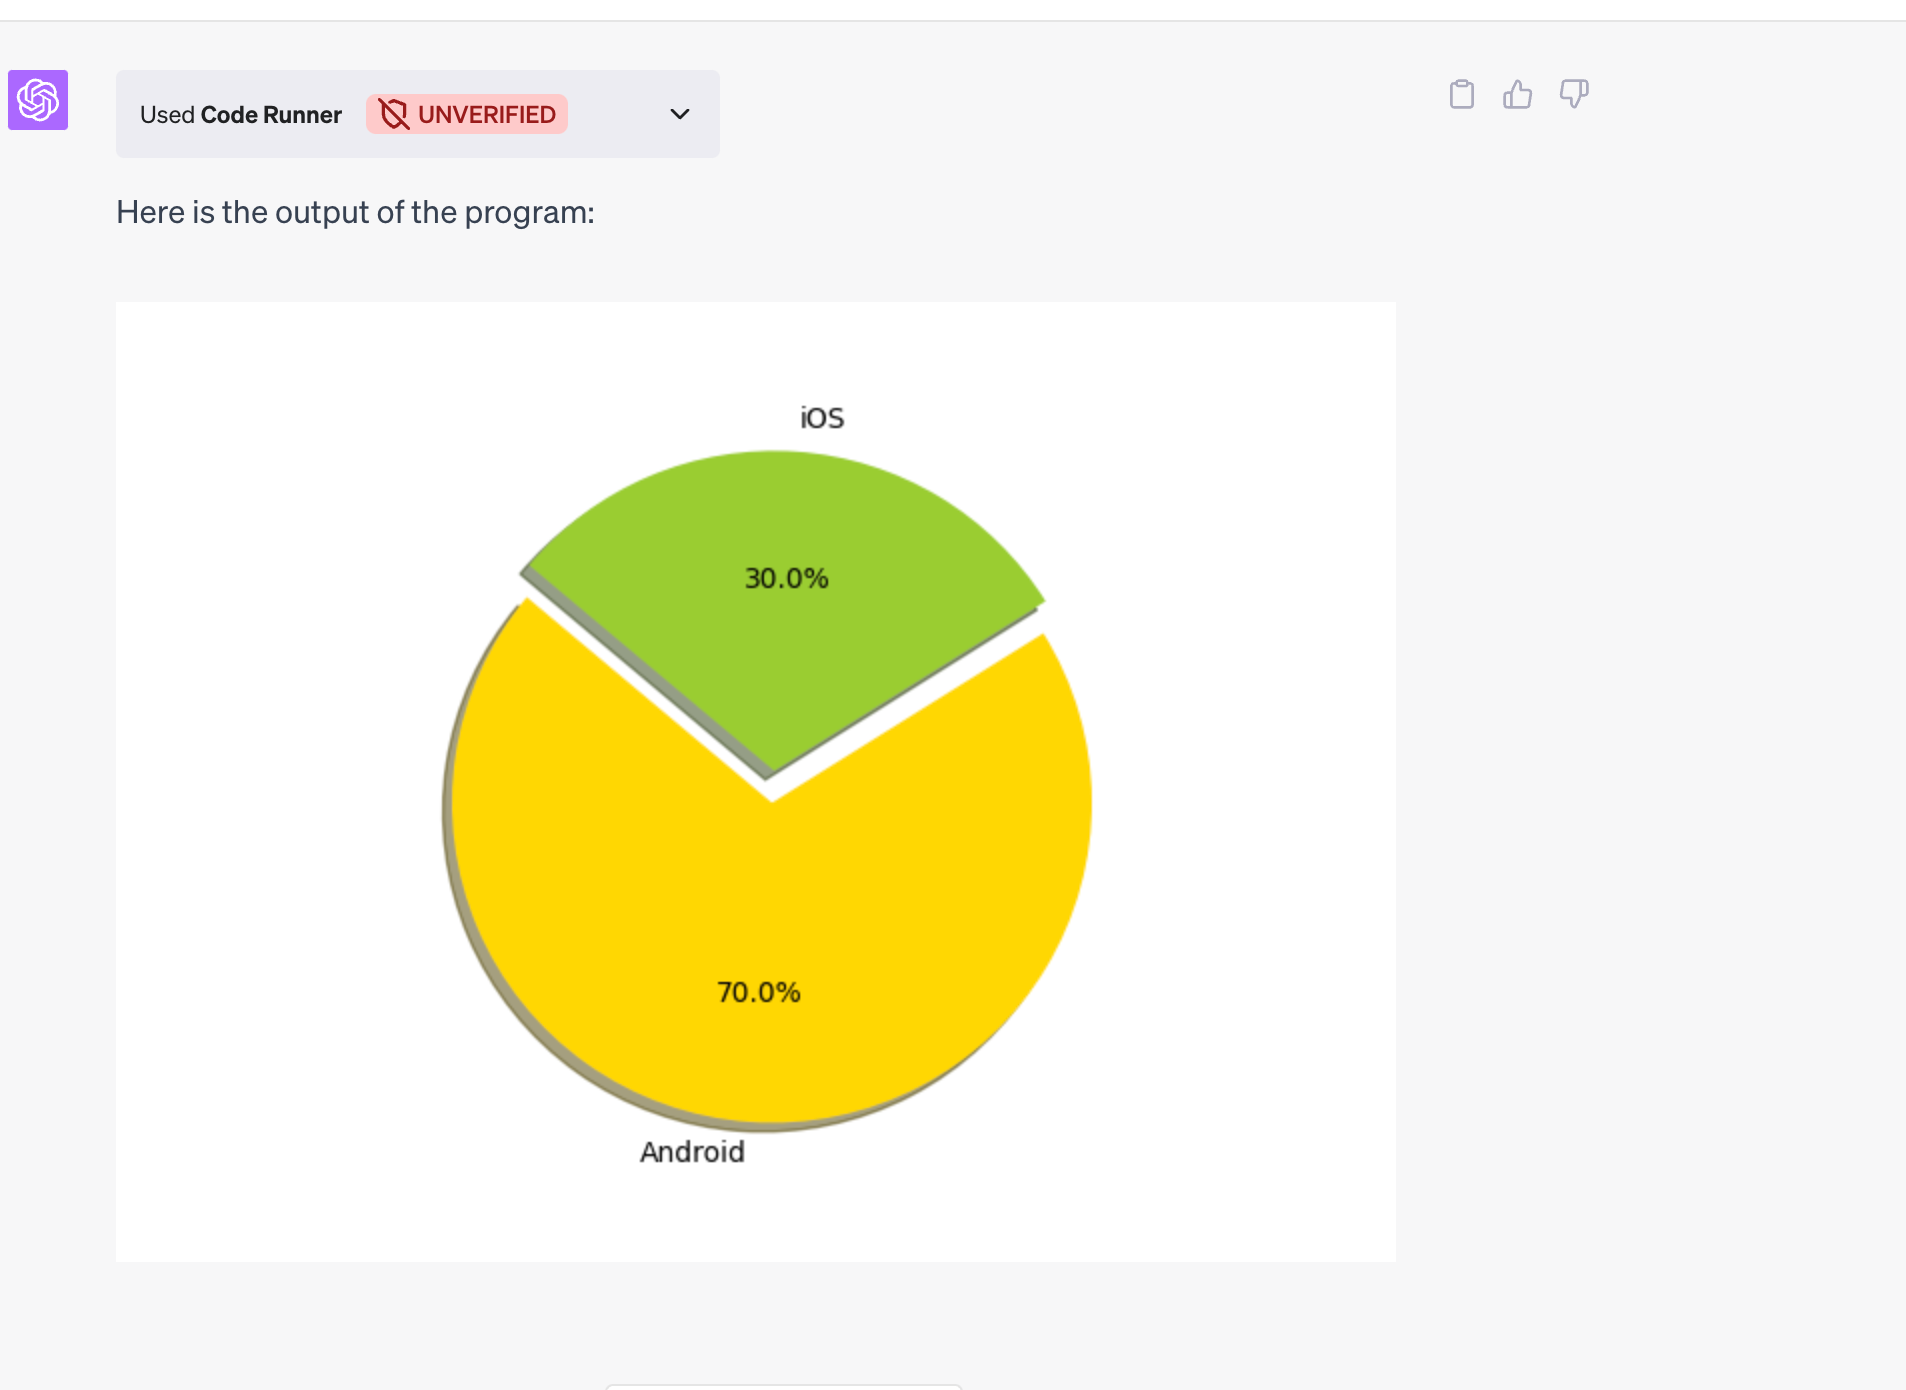 Used Code Runner UNVERIFIED
Here is the output of the program:
iOS
30.0%
70.0%
Android